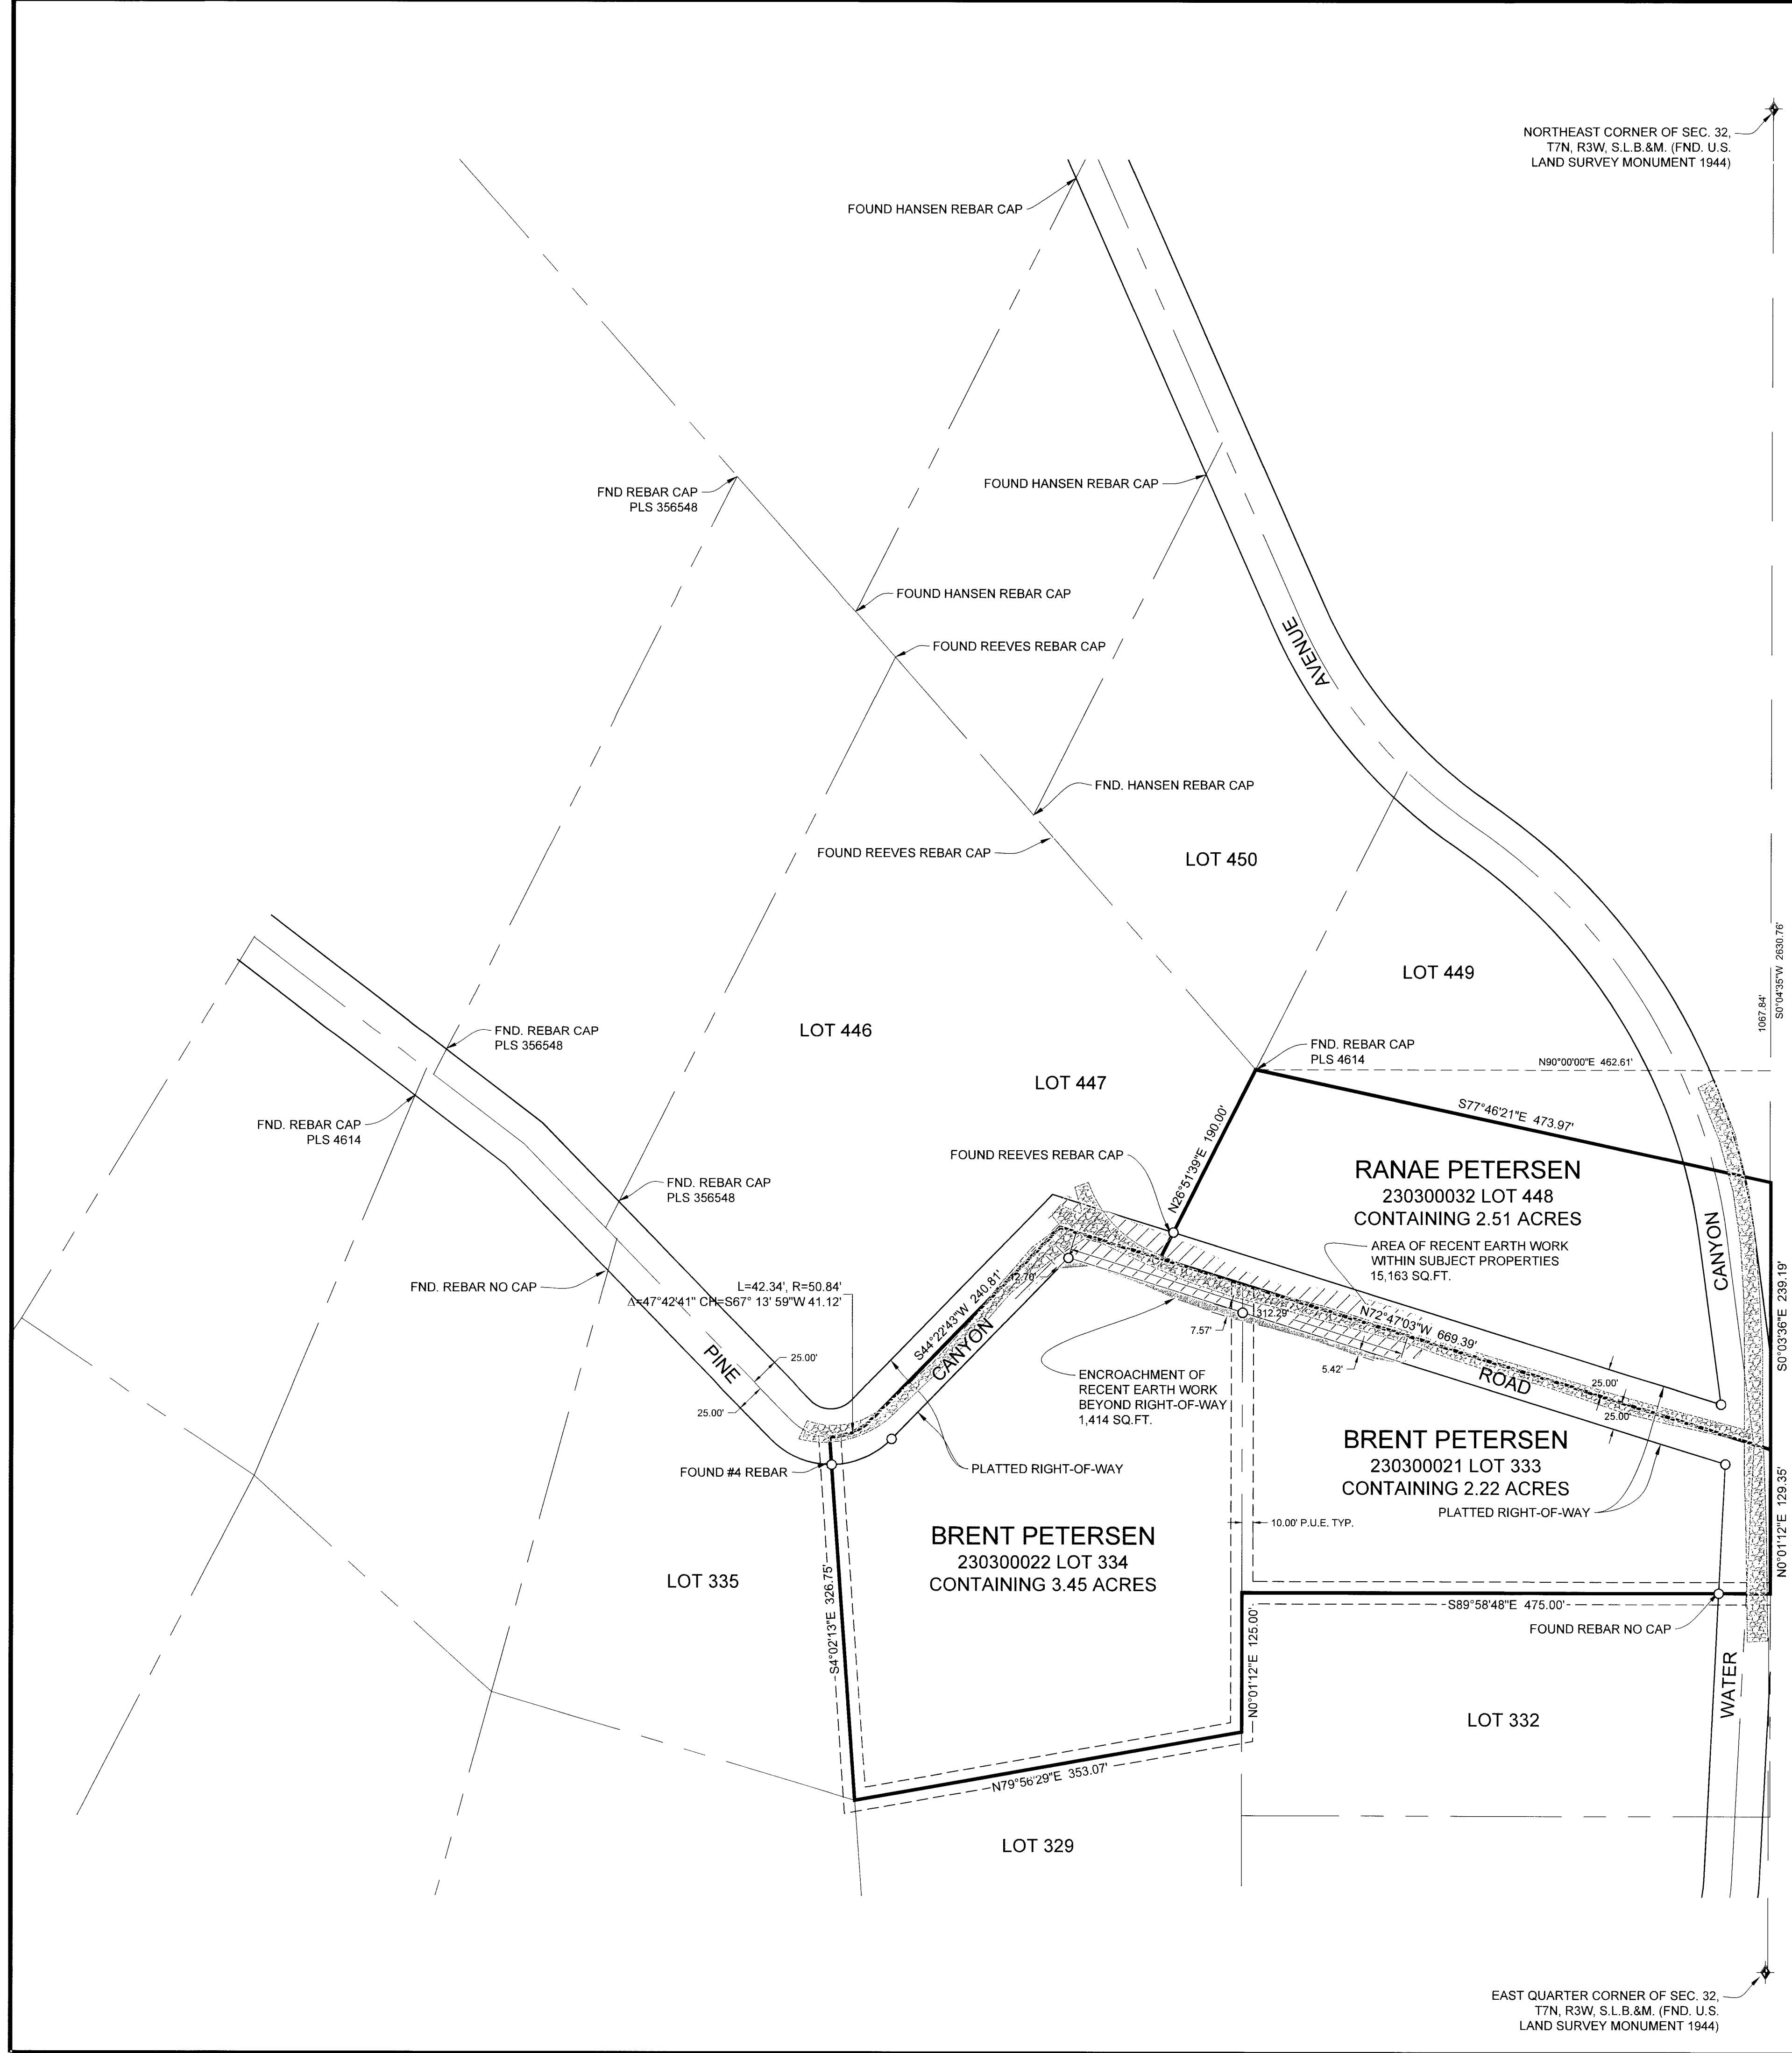 NORTHEAST CORNER OF SEC. 32,
T7N, R3W, S.L.B.&M. (FND. U.S.
LAND SURVEY MONUMENT 1944)
FOUND HANSEN REBAR CAP
FND REBAR CAP
PLS 356548
FOUND HANSEN REBAR CAP
FOUND HANSEN REBAR CAP
FOUND REEVES REBAR CAP
AVENUE
FND. HANSEN REBAR CAP
FOUND REEVES REBAR CAP
LOT 450
LOT 449
1067.84'
S0°04'35"W 2630.76'
LOT 446
FND. REBAR CAP
PLS 356548
FND. REBAR CAP
PLS 4614
N90°00'00"E 462.61'
LOT 447
FND. REBAR CAP
PLS 4614
S77°46'21"E 473.97'
N26°51'39"E 190.00'
FOUND REEVES REBAR CAP
RANAE PETERSEN
230300032 LOT 448
CONTAINING 2.51 ACRES
FND. REBAR CAP
PLS 356548
AREA OF RECENT EARTH WORK
WITHIN SUBJECT PROPERTIES
15,163 SQ.FT.
CANYON
S0°03'36"E 239.19'
FND. REBAR NO CAP
L=42.34', R=50.84'
Δ=47°42'41" CH=S67° 13' 59"W 41.12'
S44°22'43"W 240.81'
12.70'
312.29'
7.57'
N72°47'03"W 669.39'
5.42'
PINE
CANYON
ROAD
25.00'
25.00'
25.00'
25.00'
ENCROACHMENT OF
RECENT EARTH WORK
BEYOND RIGHT-OF-WAY
1,414 SQ.FT.
BRENT PETERSEN
230300021 LOT 333
CONTAINING 2.22 ACRES
FOUND #4 REBAR
PLATTED RIGHT-OF-WAY
PLATTED RIGHT-OF-WAY
N0°01'12"E 129.35'
10.00' P.U.E. TYP.
BRENT PETERSEN
230300022 LOT 334
CONTAINING 3.45 ACRES
LOT 335
S4°02'13"E 326.75'
S89°58'48"E 475.00'
FOUND REBAR NO CAP
N0°01'12"E 125.00'
WATER
LOT 332
N79°56'29"E 353.07'
LOT 329
EAST QUARTER CORNER OF SEC. 32,
T7N, R3W, S.L.B.&M. (FND. U.S.
LAND SURVEY MONUMENT 1944)